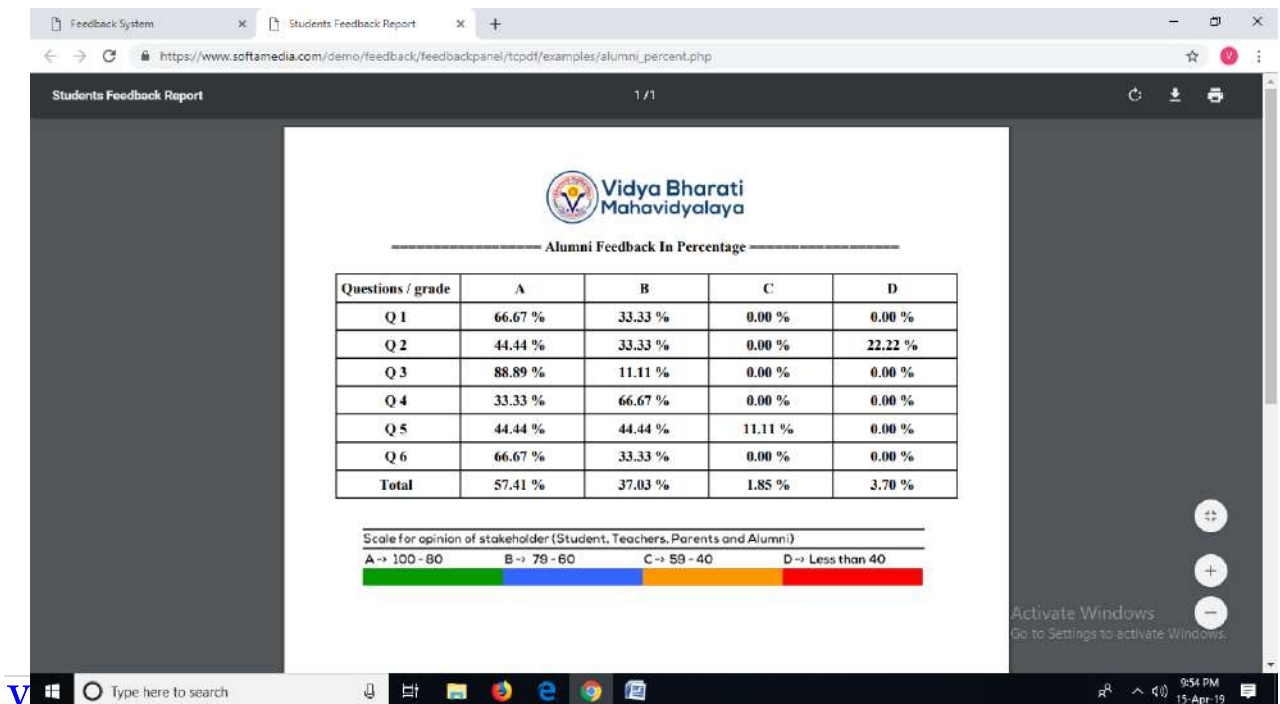 Feedback System
Students Feedback Report
https://www.softamedia.com/demo/feedback/feedbackpanel/tcpdf/examples/alumni_percent.php
V
Students Feedback Report 1 / 1
Vidya Bharati
Mahavidyalaya
==================== Alumni Feedback In Percentage ====================
Questions / grade A B C D
Q 1 66.67 % 33.33 % 0.00 % 0.00 %
Q 2 44.44 % 33.33 % 0.00 % 22.22 %
Q 3 88.89 % 11.11 % 0.00 % 0.00 %
Q 4 33.33 % 66.67 % 0.00 % 0.00 %
Q 5 44.44 % 44.44 % 11.11 % 0.00 %
Q 6 66.67 % 33.33 % 0.00 % 0.00 %
Total 57.41 % 37.03 % 1.85 % 3.70 %
Scale for opinion of stakeholder (Student, Teachers, Parents and Alumni)
A -> 100 - 80 B -> 79 - 60 C -> 59 - 40 D -> Less than 40
Activate Windows
Go to Settings to activate Windows.
V
Type here to search
9:54 PM
15-Apr-19